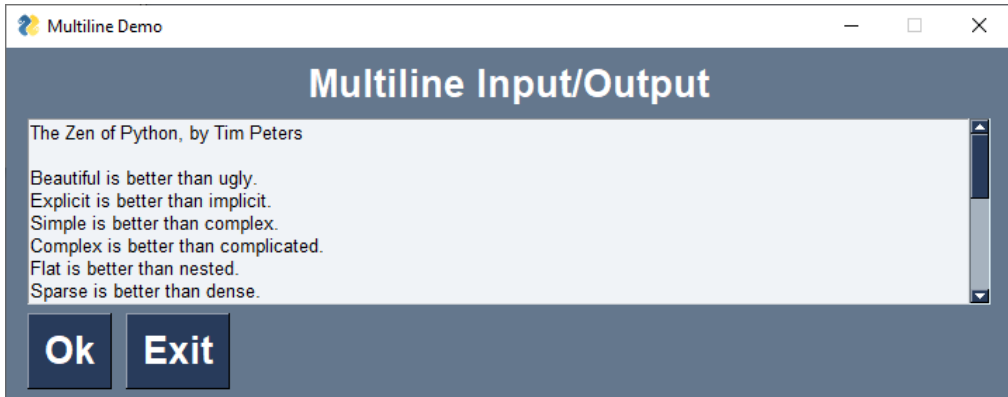 Multiline Demo
Multiline Input/Output
The Zen of Python, by Tim Peters
Beautiful is better than ugly.
Explicit is better than implicit.
Simple is better than complex.
Complex is better than complicated.
Flat is better than nested.
Sparse is better than dense.
Ok Exit